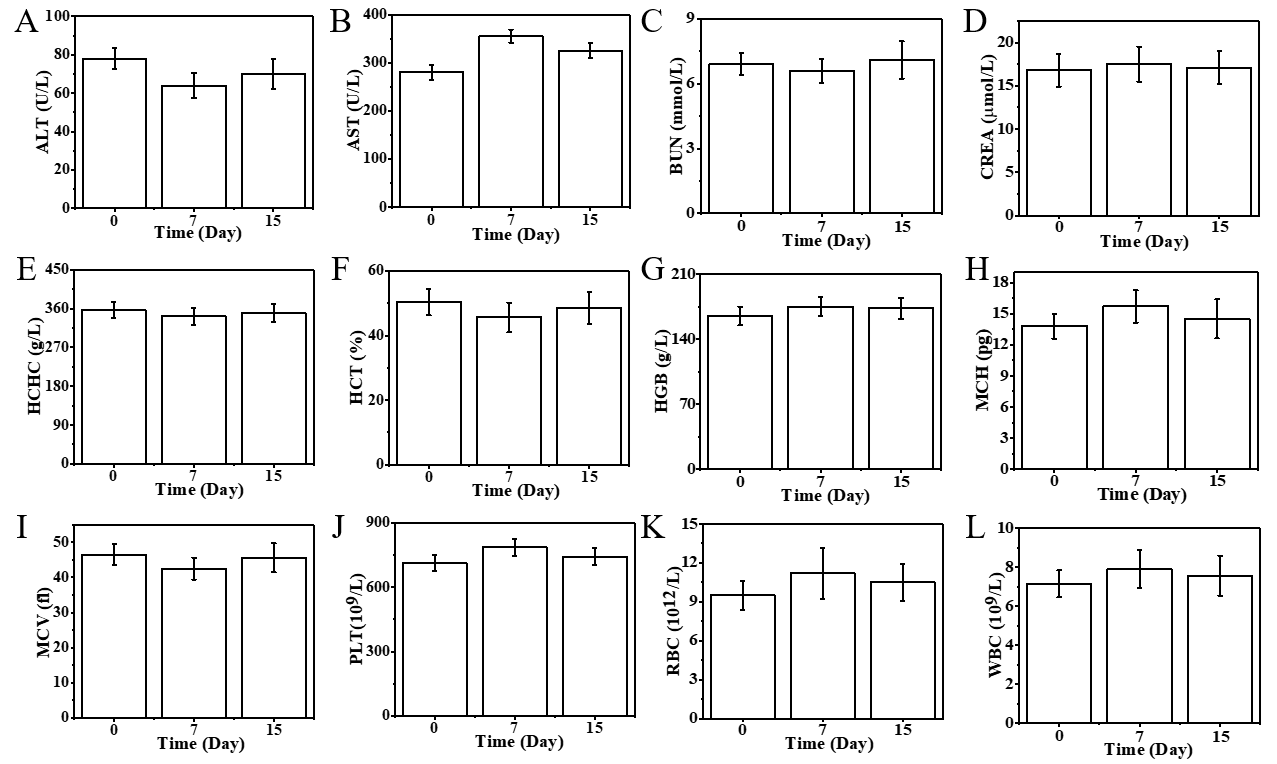 A
ALT (U/L)
100
80
60
40
20
0
0 7 15
Time (Day)
B
AST (U/L)
400
300
200
100
0
0 7 15
Time (Day)
C
BUN (mmol/L)
9
6
3
0
0 7 15
Time (Day)
D
CREA (μmol/L)
20
15
10
5
0
0 7 15
Time (Day)
E
HCHC (g/L)
450
360
270
180
90
0
0 7 15
Time (Day)
F
HCT (%)
60
40
20
0
0 7 15
Time (Day)
G
HGB (g/L)
210
140
70
0
0 7 15
Time (Day)
H
MCH (pg)
18
15
12
9
6
3
0
0 7 15
Time (Day)
I
MCV (fl)
50
40
30
20
10
0
0 7 15
Time (Day)
J
PLT(10⁹/L)
900
600
300
0
0 7 15
Time (Day)
K
RBC (10¹²/L)
15
12
9
6
3
0
0 7 15
Time (Day)
L
WBC (10⁹/L)
10
8
6
4
2
0
0 7 15
Time (Day)